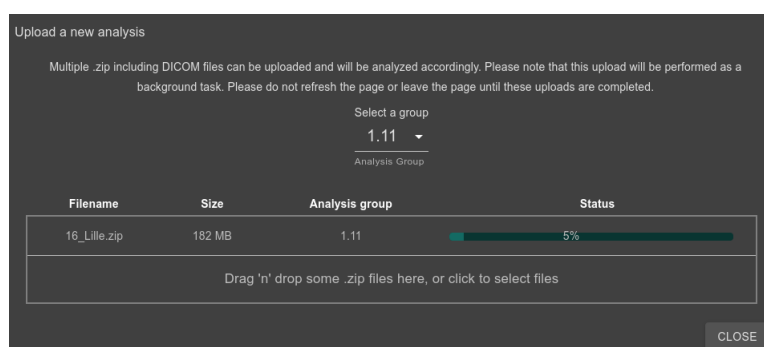 Upload a new analysis
Multiple .zip including DICOM files can be uploaded and will be analyzed accordingly. Please note that this upload will be performed as a
background task. Please do not refresh the page or leave the page until these uploads are completed.
Select a group
1.11
Analysis Group
Filename Size Analysis group Status
16_Lille.zip 182 MB 1.11 5%
Drag 'n' drop some .zip files here, or click to select files
CLOSE